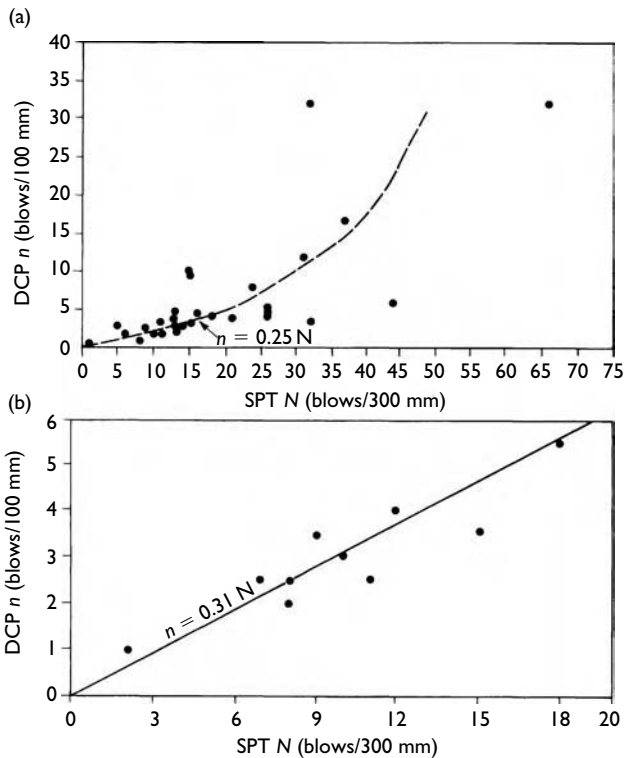 (a)
40
35
30
25
20
15
10
5
0
DCP n (blows/100 mm)
n = 0.25 N
0 5 10 15 20 25 30 35 40 45 50 55 60 65 70 75
SPT N (blows/300 mm)
(b)
6
5
4
3
2
1
0
DCP n (blows/100 mm)
n = 0.31 N
0 3 6 9 12 15 18 20
SPT N (blows/300 mm)